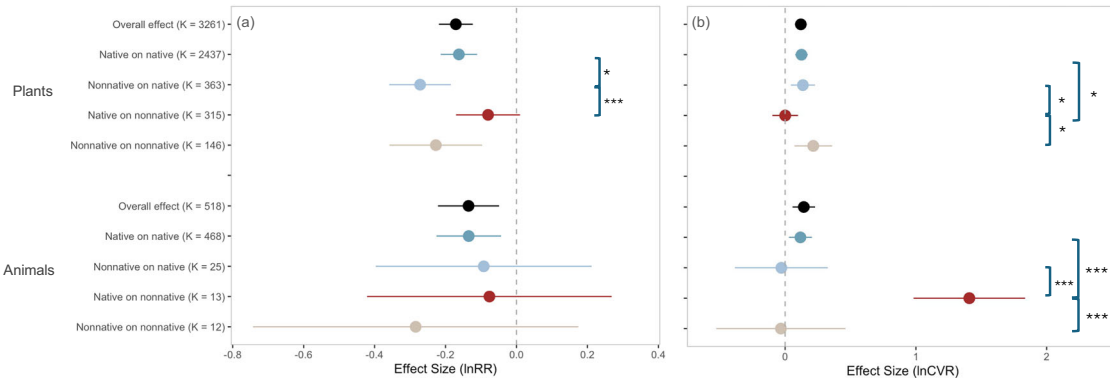 (a)
(b)
Plants
Overall effect (K = 3261)
Native on native (K = 2437)
Nonnative on native (K = 363)
Native on nonnative (K = 315)
Nonnative on nonnative (K = 146)
*
***
*
*
*
Animals
Overall effect (K = 518)
Native on native (K = 468)
Nonnative on native (K = 25)
Native on nonnative (K = 13)
Nonnative on nonnative (K = 12)
***
***
***
-0.8 -0.6 -0.4 -0.2 0.0 0.2 0.4
Effect Size (lnRR)
0 1 2
Effect Size (lnCVR)